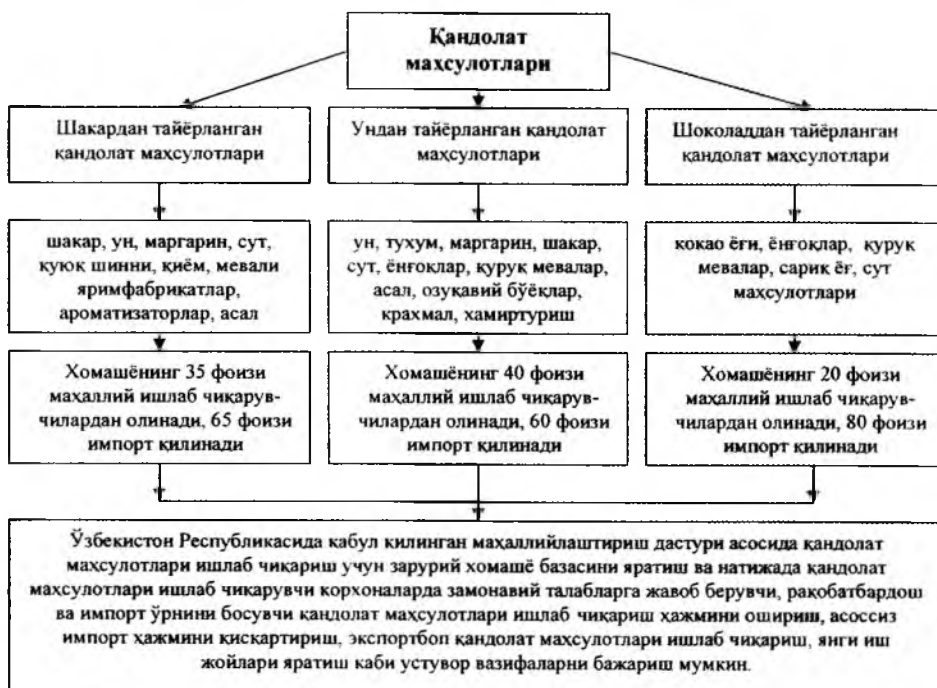 Қандолат
маҳсулотлари
Шакардан тайёрланган
қандолат маҳсулотлари
Ундан тайёрланган қандолат
маҳсулотлари
Шоколаддан тайёрланган
қандолат маҳсулотлари
шакар, ун, маргарин, сут,
қуюқ шинни, қиём, мевали
яримфабрикатлар,
ароматизаторлар, асал
ун, тухум, маргарин, шакар,
сут, ёнғоқлар, қуруқ мевалар,
асал, озуқавий бўёқлар,
крахмал, хамиртуриш
какао ёғи, ёнғоқлар, қуруқ
мевалар, сариқ ёғ, сут
маҳсулотлари
Хомашёнинг 35 фоизи
маҳаллий ишлаб чиқарув-
чилардан олинади, 65 фоизи
импорт қилинади
Хомашёнинг 40 фоизи
маҳаллий ишлаб чиқарув-
чилардан олинади, 60 фоизи
импорт қилинади
Хомашёнинг 20 фоизи
маҳаллий ишлаб чиқарув-
чилардан олинади, 80 фоизи
импорт қилинади
Ўзбекистон Республикасида қабул қилинган маҳаллийлаштириш дастури асосида қандолат
маҳсулотлари ишлаб чиқариш учун зарурий хомашё базасини яратиш ва натижада қандолат
маҳсулотлари ишлаб чиқарувчи корхоналарда замонавий талабларга жавоб берувчи, рақобатбардош
ва импорт ўрнини босувчи қандолат маҳсулотлари ишлаб чиқариш ҳажмини ошириш, асоссиз
импорт ҳажмини қисқартириш, экспортбоп қандолат маҳсулотлари ишлаб чиқариш, янги иш
жойлари яратиш каби устувор вазифаларни бажариш мумкин.